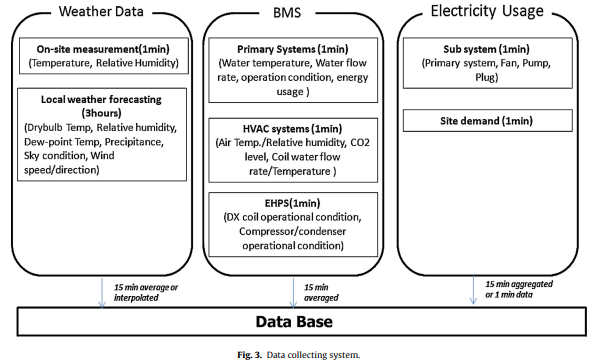 Weather Data
On-site measurement(1min)
(Temperature, Relative Humidity)
Local weather forecasting
(3hours)
(Drybulb Temp, Relative humidity,
Dew-point Temp, Precipitance,
Sky condition, Wind
speed/direction)
15 min average or
interpolated
BMS
Primary Systems (1min)
(Water temperature, Water flow
rate, operation condition, energy
usage )
HVAC systems (1min)
(Air Temp./Relative humidity, CO2
level, Coil water flow
rate/Temperature )
EHPS(1min)
(DX coil operational condition,
Compressor/condenser
operational condition)
15 min
averaged
Electricity Usage
Sub system (1min)
(Primary system, Fan, Pump,
Plug)
Site demand (1min)
15 min aggregated
or 1 min data
Data Base
Fig. 3. Data collecting system.